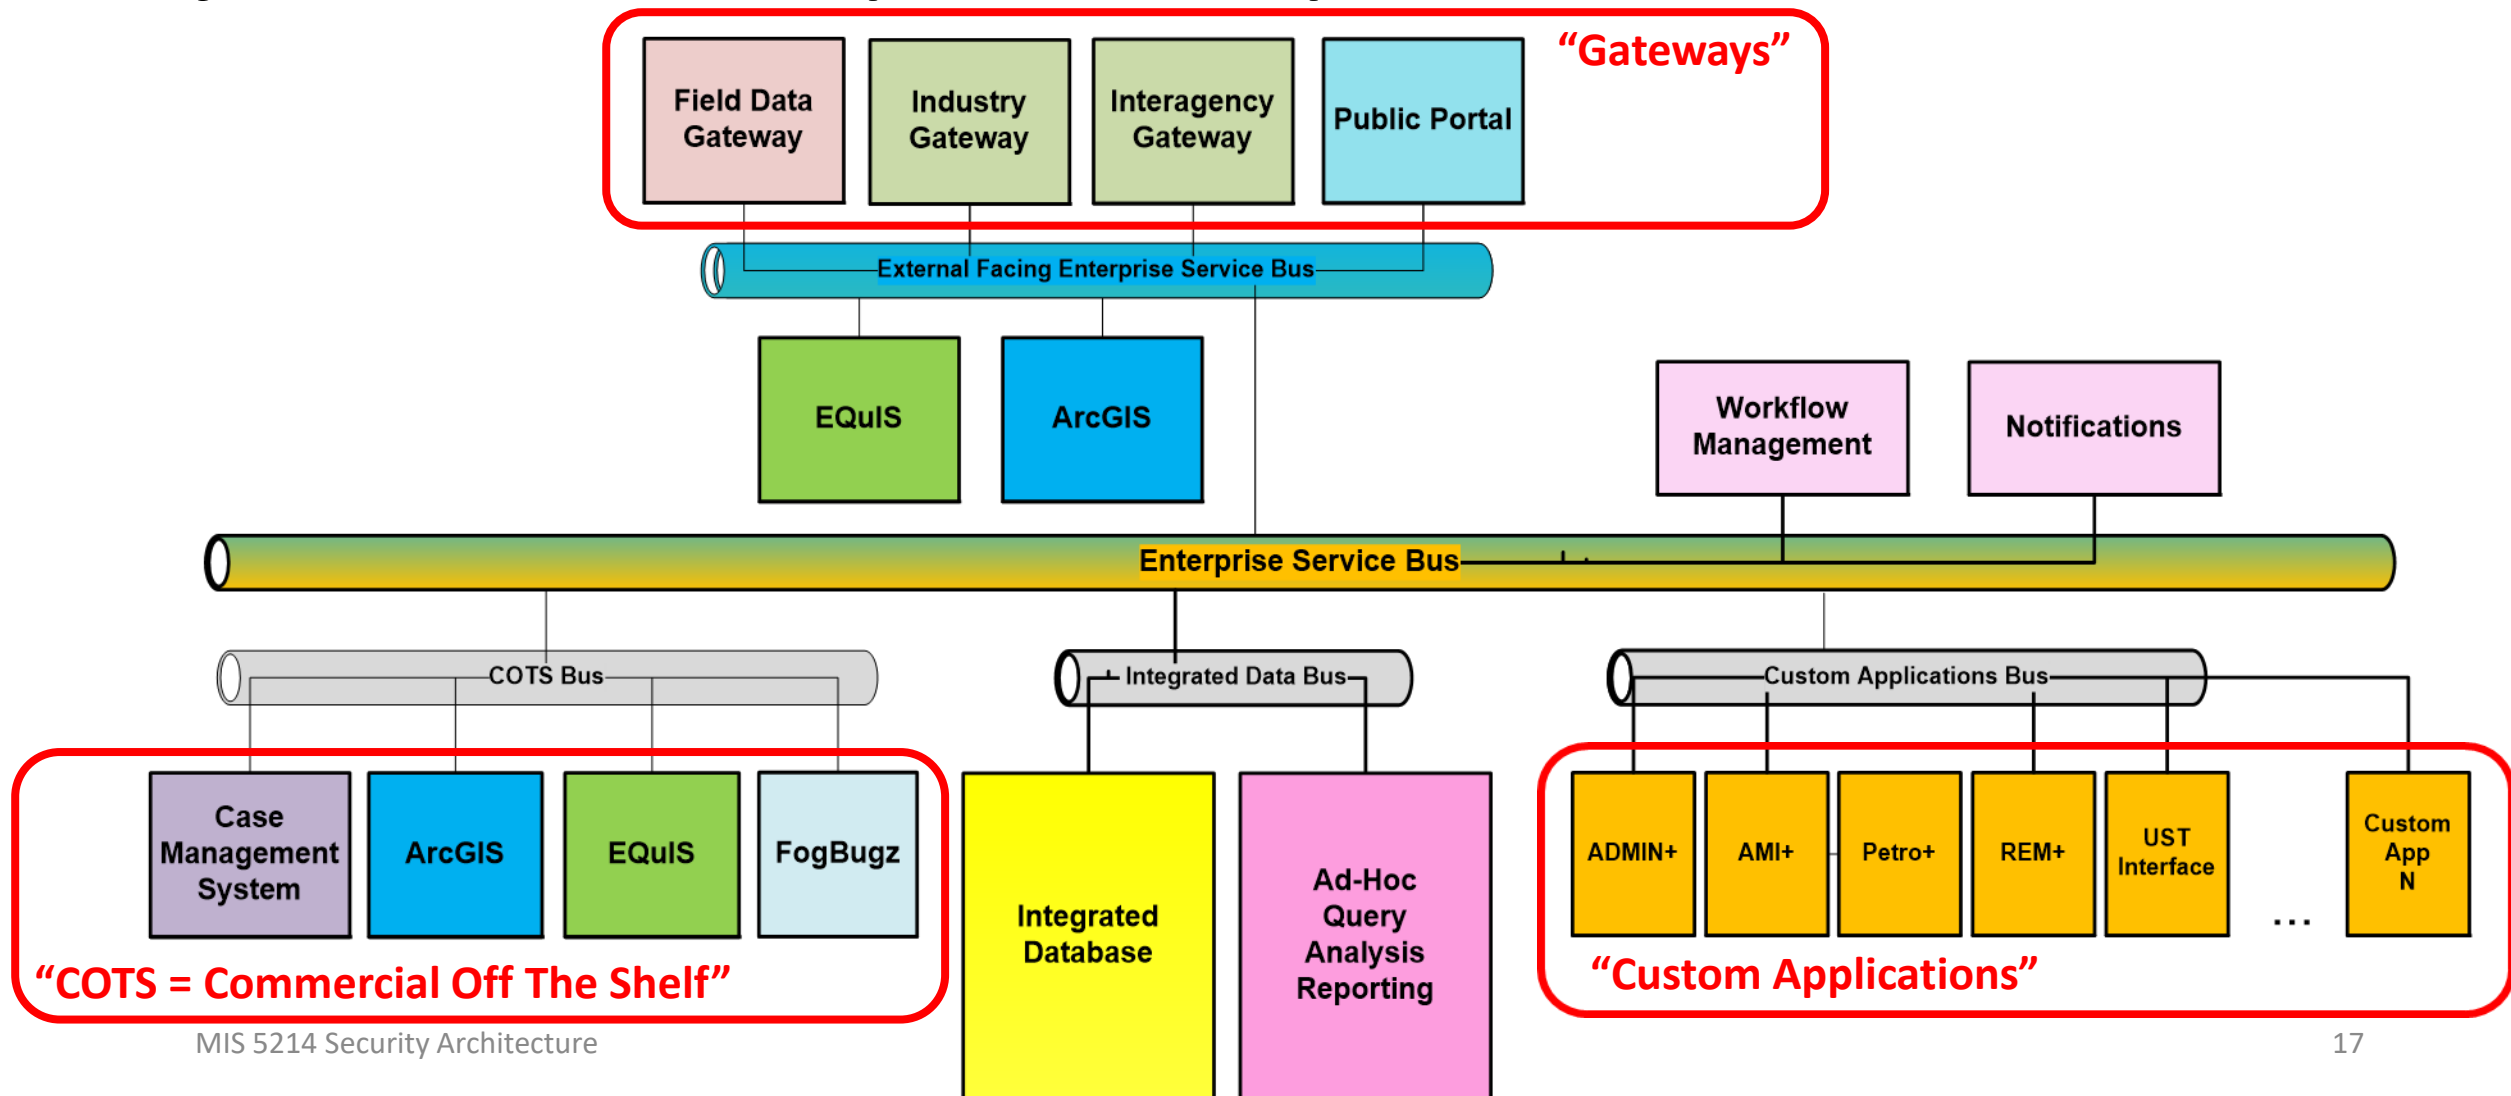 “Gateways”
Field Data
Gateway
Industry
Gateway
Interagency
Gateway
Public Portal
External Facing Enterprise Service Bus
EQuIS
ArcGIS
Workflow
Management
Notifications
Enterprise Service Bus
COTS Bus
Integrated Data Bus
Custom Applications Bus
Case
Management
System
ArcGIS
EQuIS
FogBugz
“COTS = Commercial Off The Shelf”
Integrated
Database
Ad-Hoc
Query
Analysis
Reporting
ADMIN+
AMI+
Petro+
REM+
UST
Interface
...
Custom
App
N
“Custom Applications”
MIS 5214 Security Architecture
17